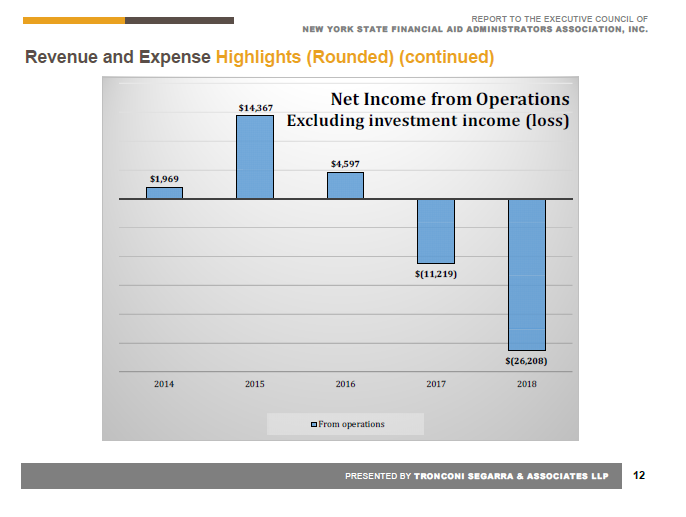 REPORT TO THE EXECUTIVE COUNCIL OF
NEW YORK STATE FINANCIAL AID ADMINISTRATORS ASSOCIATION, INC.
Revenue and Expense Highlights (Rounded) (continued)
Net Income from Operations
Excluding investment income (loss)
$14,367
$4,597
$1,969
$(11,219)
$(26,208)
2014 2015 2016 2017 2018
From operations
PRESENTED BY TRONCONI SEGARRA & ASSOCIATES LLP 12